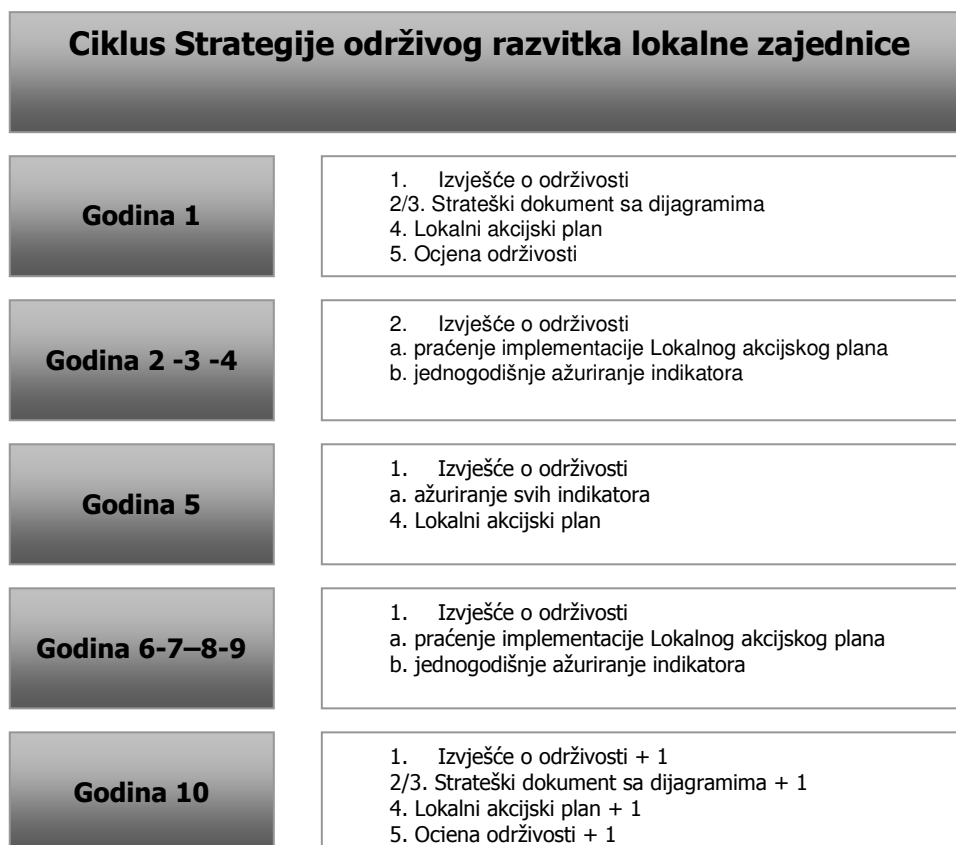 Ciklus Strategije održivog razvitka lokalne zajednice
Godina 1
1. Izvješće o održivosti
2/3. Strateški dokument sa dijagramima
4. Lokalni akcijski plan
5. Ocjena održivosti
Godina 2 -3 -4
2. Izvješće o održivosti
a. praćenje implementacije Lokalnog akcijskog plana
b. jednogodišnje ažuriranje indikatora
Godina 5
1. Izvješće o održivosti
a. ažuriranje svih indikatora
4. Lokalni akcijski plan
Godina 6-7–8-9
1. Izvješće o održivosti
a. praćenje implementacije Lokalnog akcijskog plana
b. jednogodišnje ažuriranje indikatora
Godina 10
1. Izvješće o održivosti + 1
2/3. Strateški dokument sa dijagramima + 1
4. Lokalni akcijski plan + 1
5. Ocjena održivosti + 1